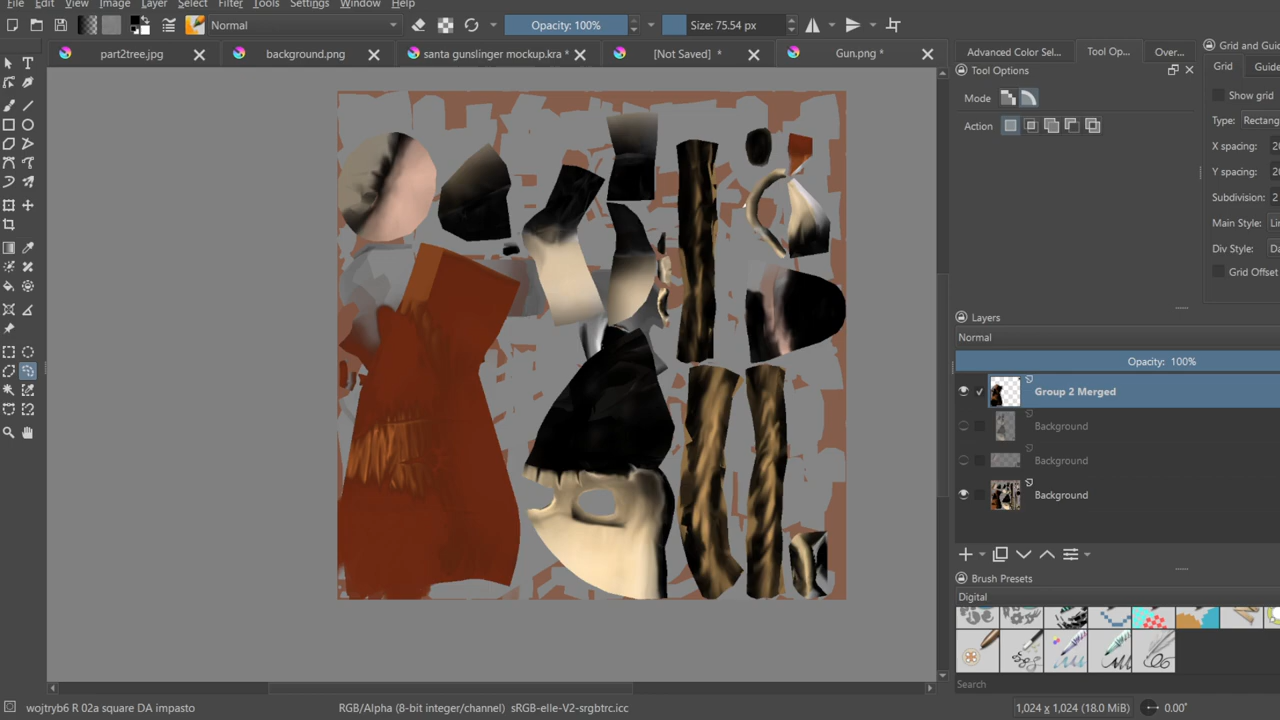 File Edit View Image Layer Select Filter Tools Settings Window Help
Normal
Opacity: 100%
Size: 75.54 px
part2tree.jpg
background.png
santa gunslinger mockup.kra *
[Not Saved] *
Gun.png *
Advanced Color Sel...
Tool Op...
Over...
Grid and Guid
Tool Options
Grid
Guide
Mode
Show grid
Action
Type:
Rectang
X spacing:
20
Y spacing:
20
Subdivision:
2
Main Style:
Lin
Div Style:
Da
Grid Offset
Layers
Normal
Opacity: 100%
Group 2 Merged
Background
Background
Background
Brush Presets
Digital
Search
wojtryb6 R 02a square DA impasto
RGB/Alpha (8-bit integer/channel) sRGB-elle-V2-srgbtrc.icc
1,024 x 1,024 (18.0 MiB)
0.00°